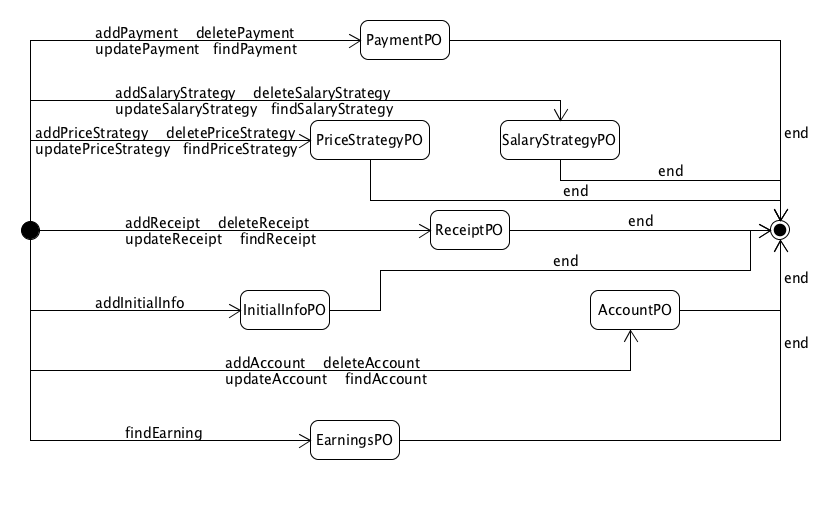 addPayment deletePayment
updatePayment findPayment
PaymentPO
addSalaryStrategy deleteSalaryStrategy
updateSalaryStrategy findSalaryStrategy
addPriceStrategy deletePriceStrategy
updatePriceStrategy findPriceStrategy
PriceStrategyPO
SalaryStrategyPO
end
end
end
addReceipt deleteReceipt
updateReceipt findReceipt
ReceiptPO
end
end
end
addInitialInfo
InitialInfoPO
AccountPO
end
addAccount deleteAccount
updateAccount findAccount
findEarning
EarningsPO